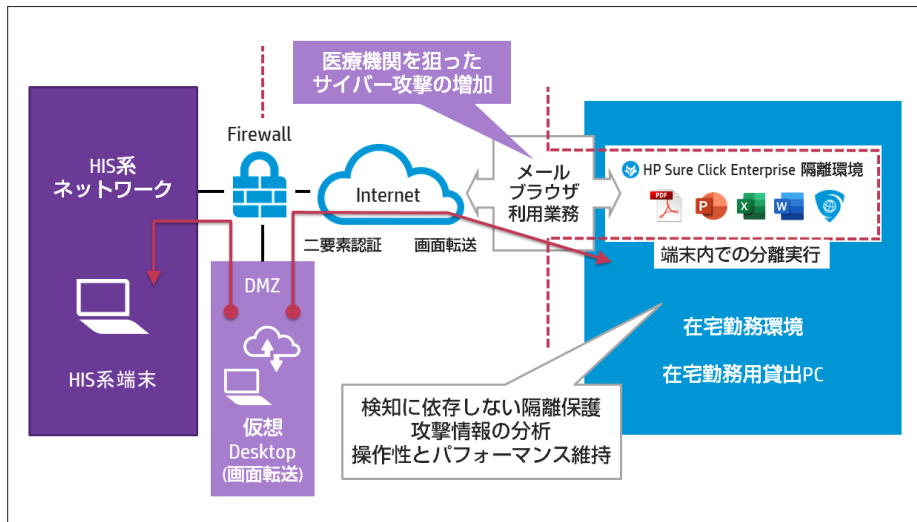 医療機関を狙った
サイバー攻撃の増加
HIS系
ネットワーク
HIS系端末
Firewall
Internet
二要素認証
画面転送
DMZ
仮想
Desktop
(画面転送)
メール
ブラウザ
利用業務
HP Sure Click Enterprise 隔離環境
PDF
P
X
W
端末内での分離実行
在宅勤務環境
在宅勤務用貸出PC
検知に依存しない隔離保護
攻撃情報の分析
操作性とパフォーマンス維持